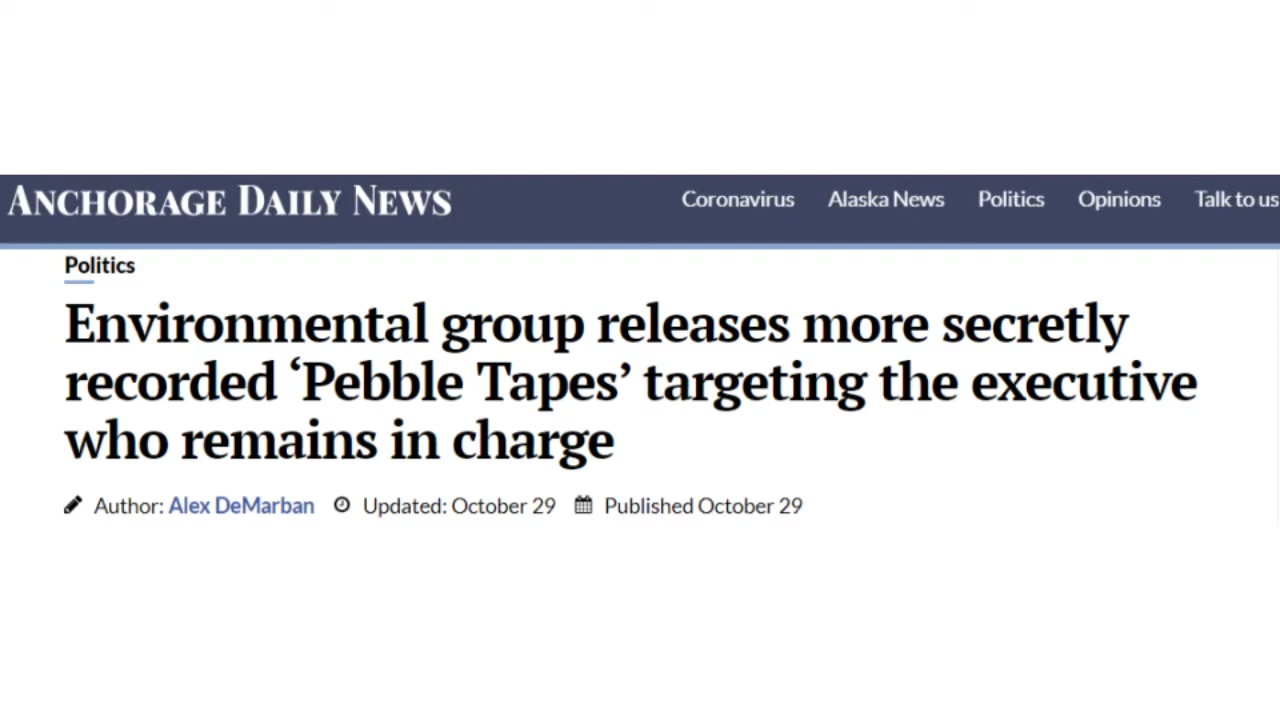 ANCHORAGE DAILY NEWS Coronavirus Alaska News Politics Opinions Talk to us
Politics
Environmental group releases more secretly
recorded ‘Pebble Tapes’ targeting the executive
who remains in charge
Author: Alex DeMarban Updated: October 29 Published October 29